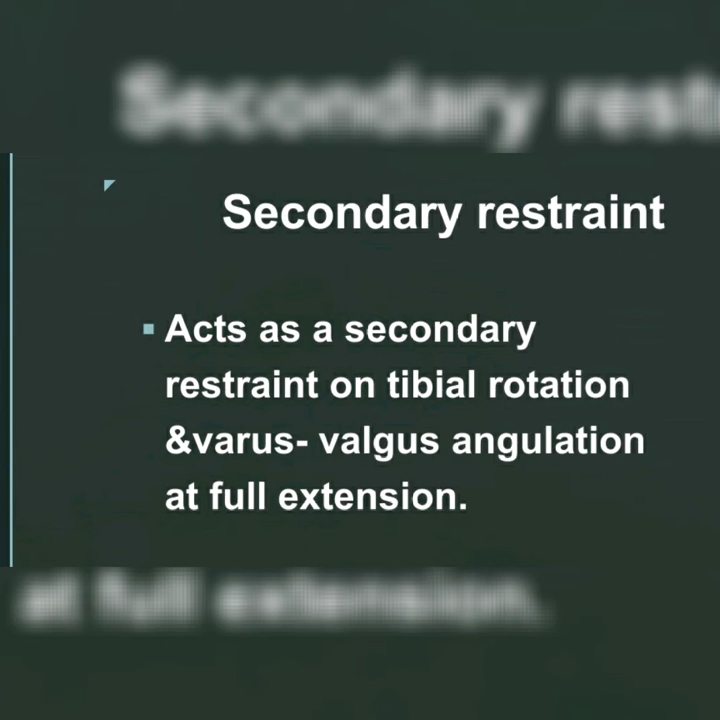 Secondary restraint
Acts as a secondary
restraint on tibial rotation
&varus- valgus angulation
at full extension.